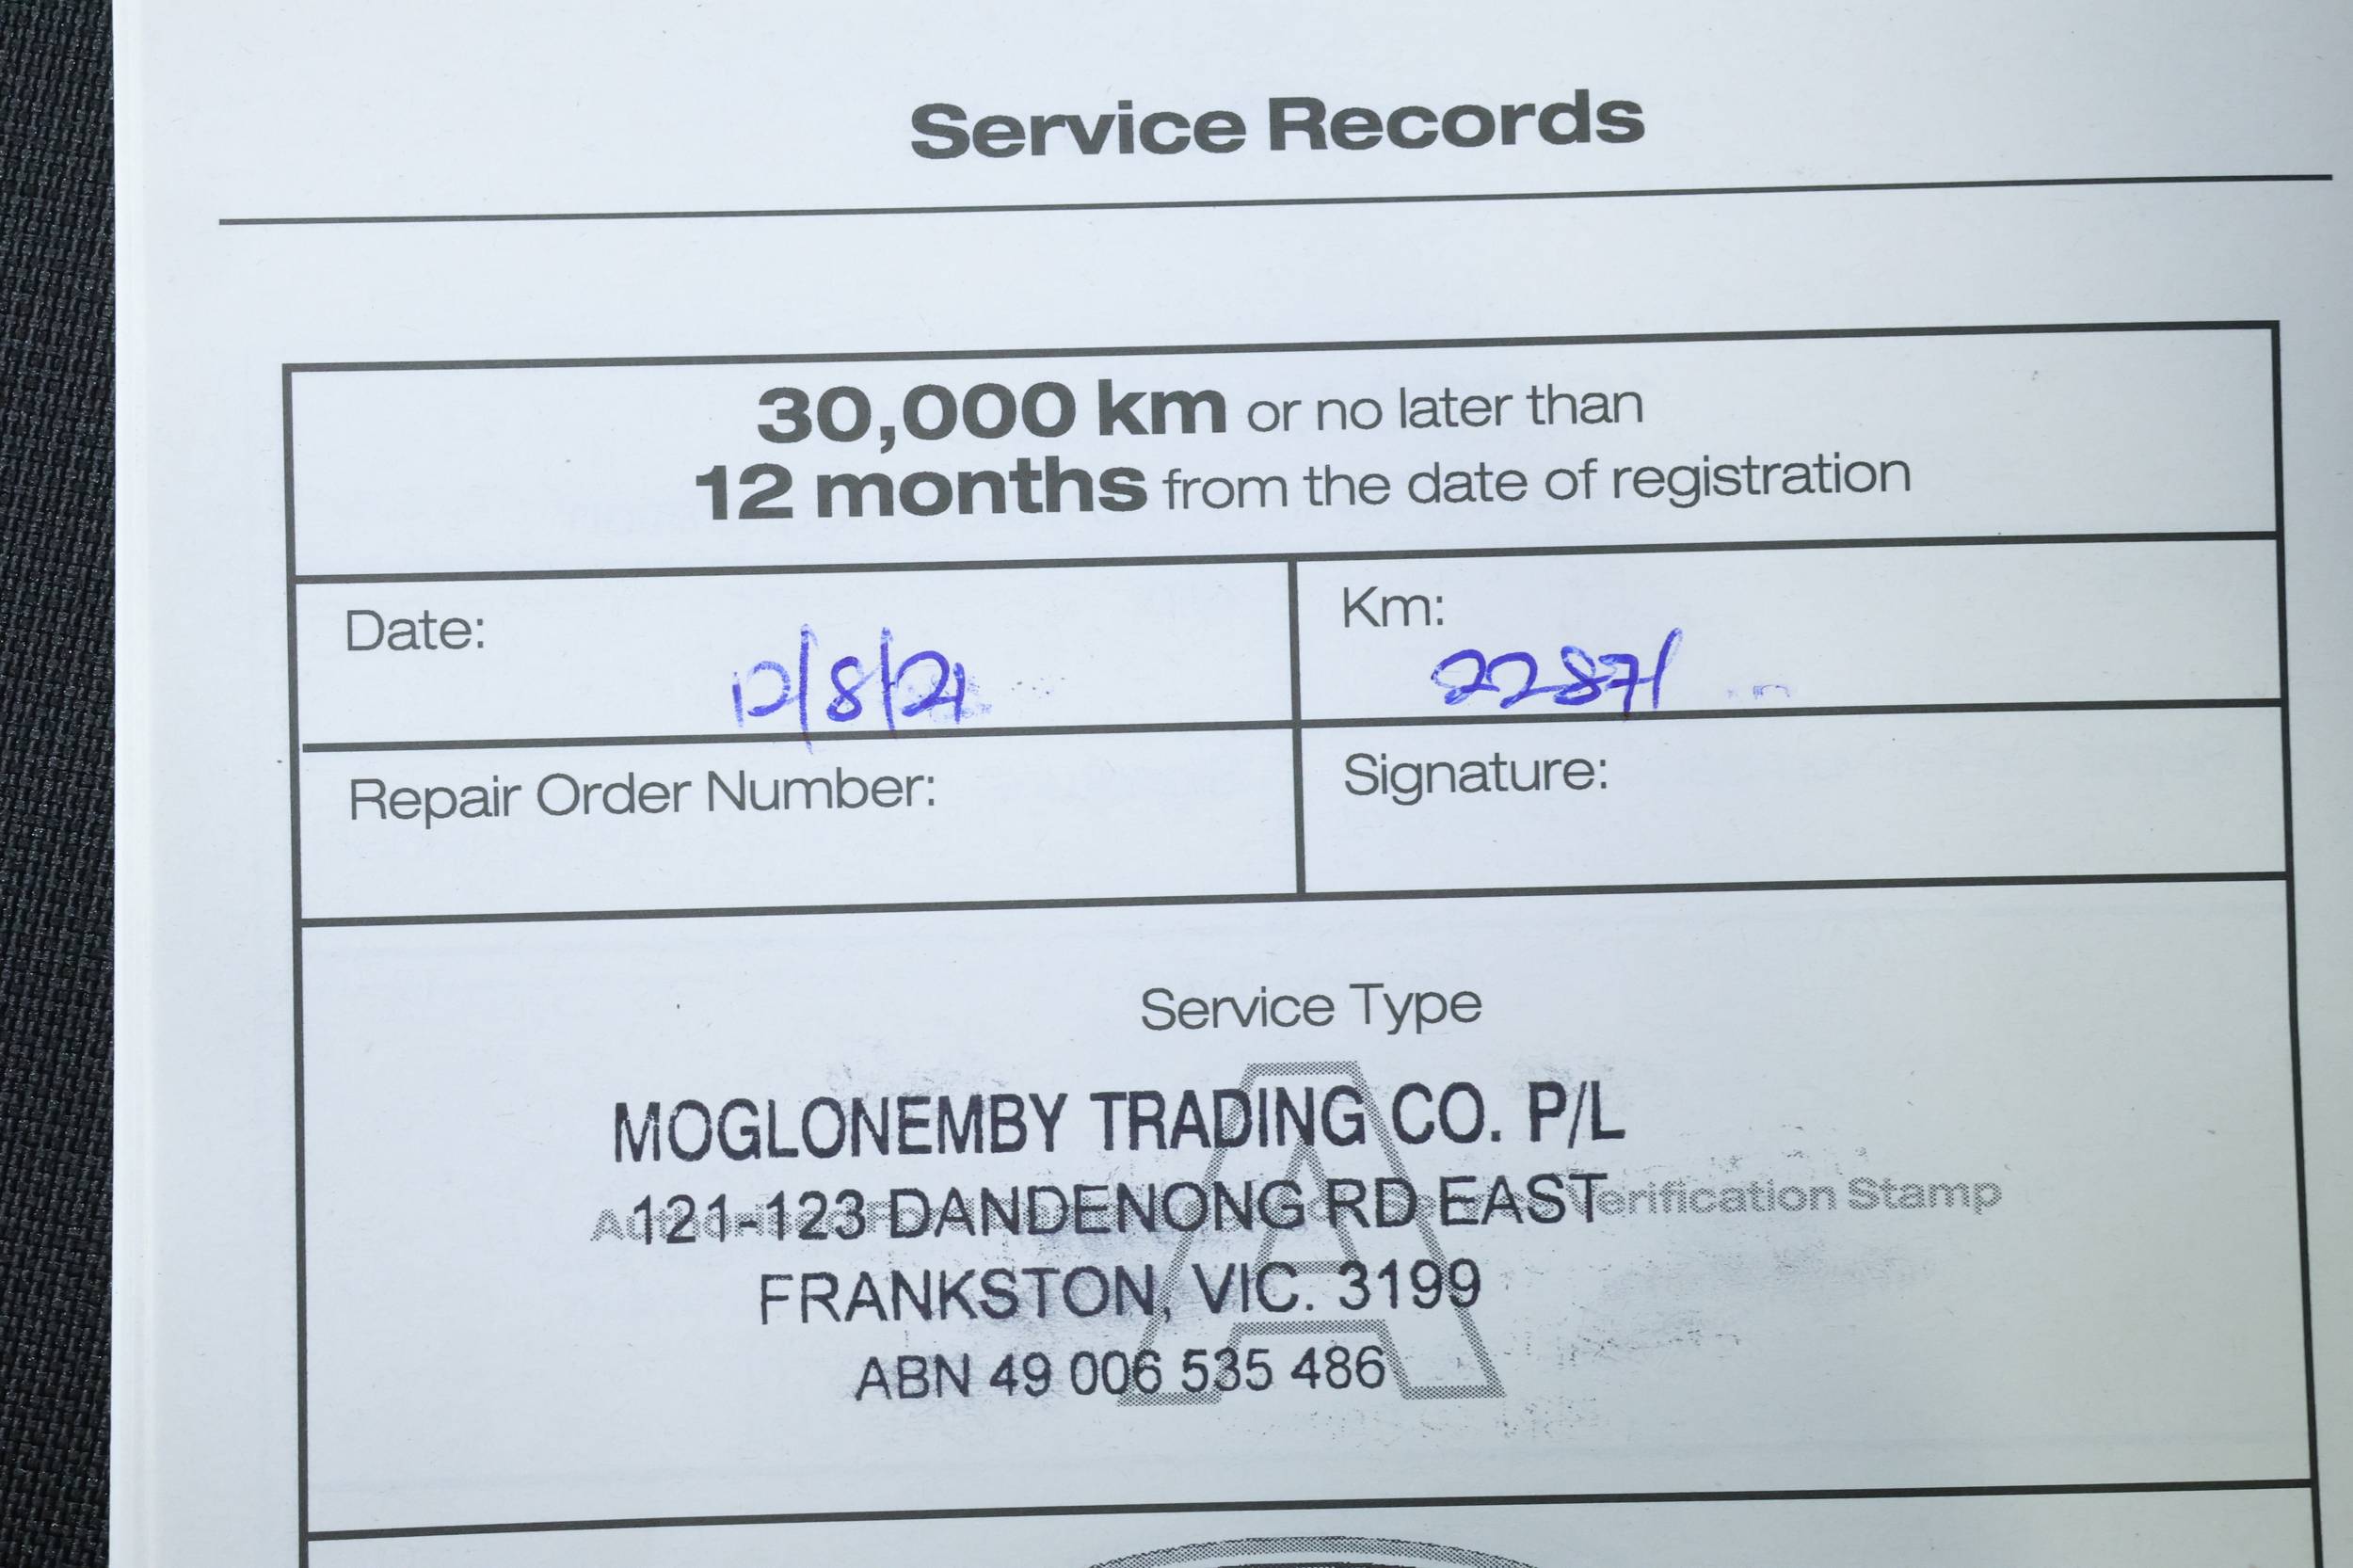 Service Records
30,000 km or no later than
12 months from the date of registration
Date:
12/8/21
Km:
22871
Repair Order Number:
Signature:
Service Type
A
MOGLONEMBY TRADING CO. P/L
121-123 DANDENONG RD EAST
Verification Stamp
FRANKSTON, VIC. 3199
ABN 49 006 535 486